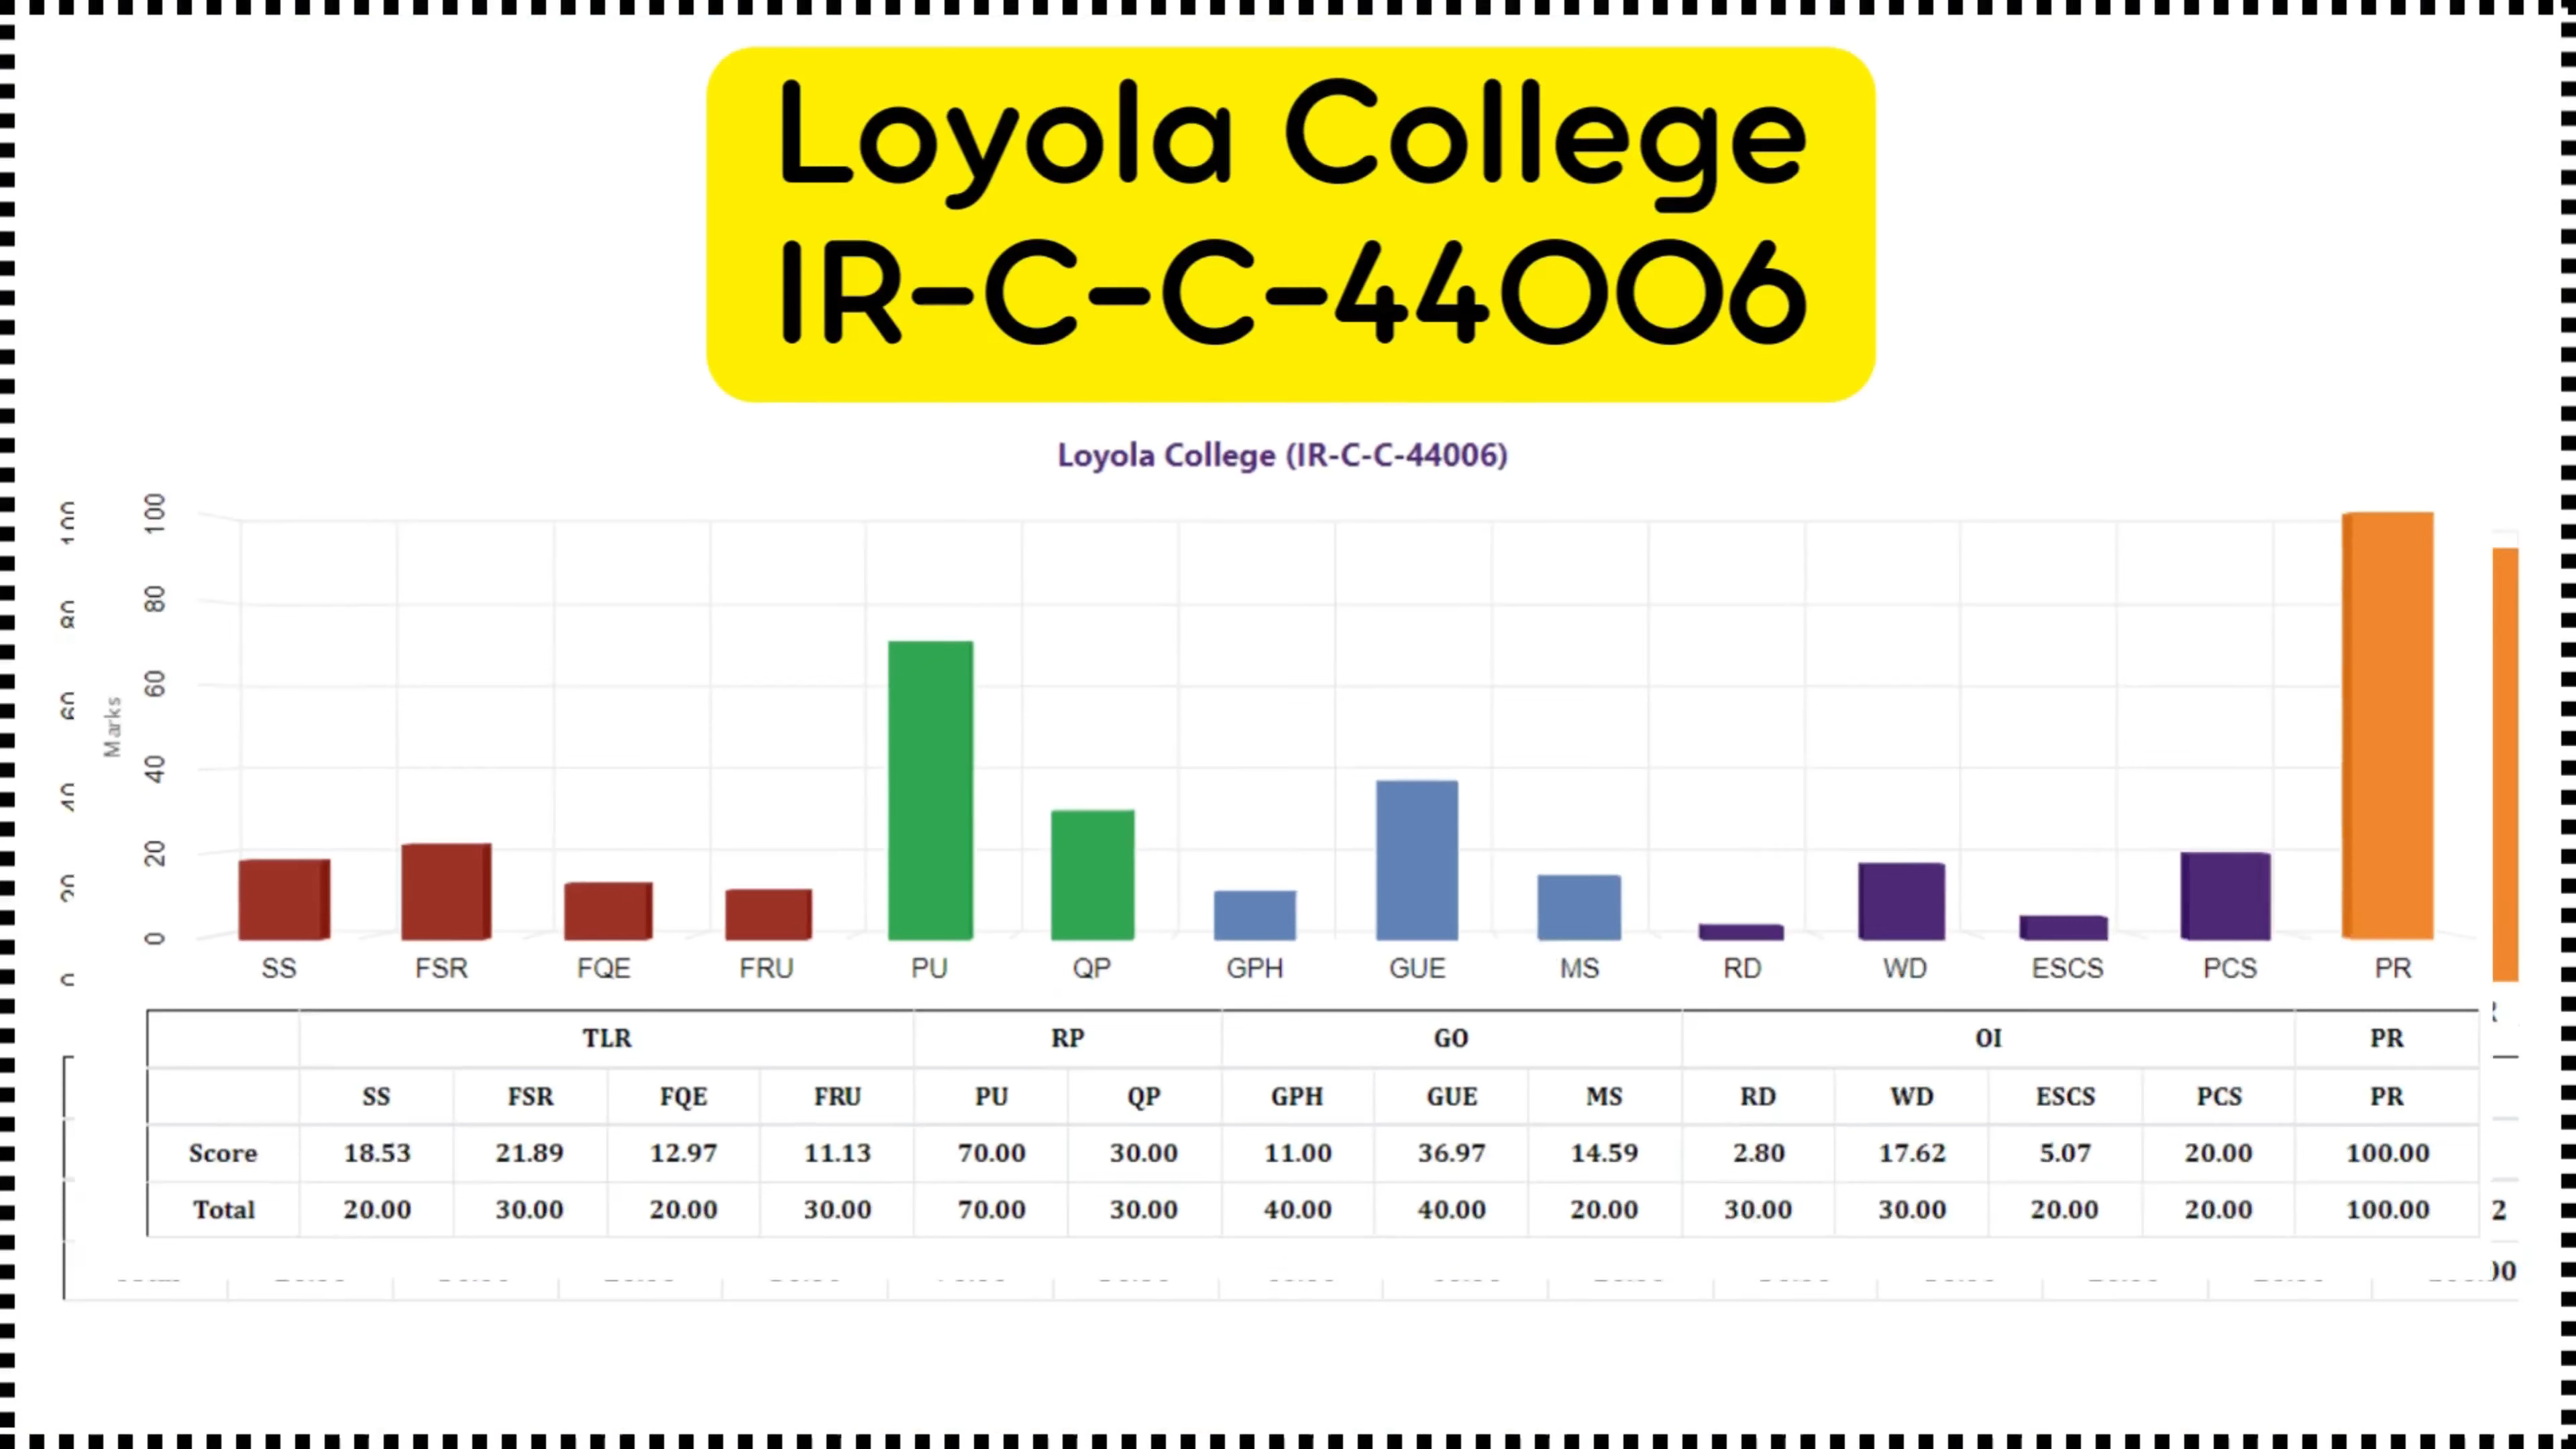 Loyola College
IR-C-C-44006
Loyola College (IR-C-C-44006)
Marks
100
80
60
40
20
0
SS FSR FQE FRU PU QP GPH GUE MS RD WD ESCS PCS PR
TLR RP GO OI PR
SS FSR FQE FRU PU QP GPH GUE MS RD WD ESCS PCS PR
Score 18.53 21.89 12.97 11.13 70.00 30.00 11.00 36.97 14.59 2.80 17.62 5.07 20.00 100.00
Total 20.00 30.00 20.00 30.00 70.00 30.00 40.00 40.00 20.00 30.00 30.00 20.00 20.00 100.00